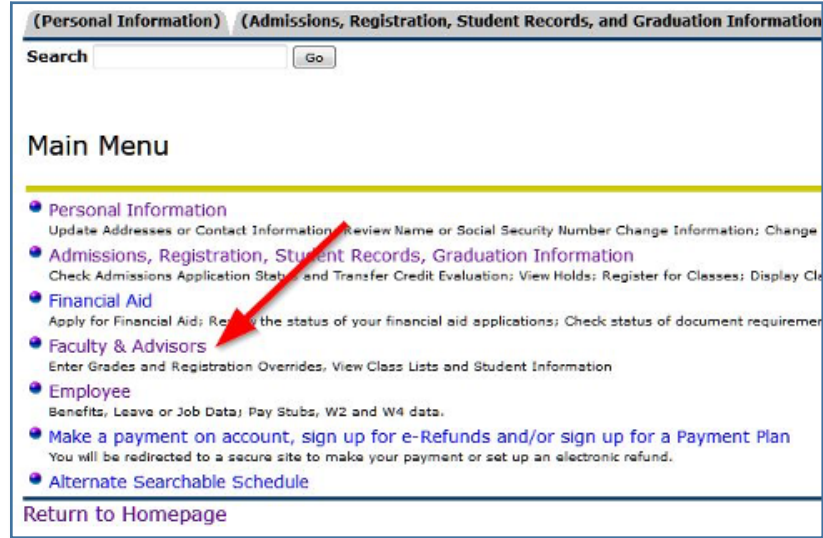 (Personal Information) (Admissions, Registration, Student Records, and Graduation Information
Search Go
Main Menu
Personal Information
Update Addresses or Contact Information; Review Name or Social Security Number Change Information; Change
Admissions, Registration, Student Records, Graduation Information
Check Admissions Application Status and Transfer Credit Evaluation; View Holds; Register for Classes; Display Cla
Financial Aid
Apply for Financial Aid; Review the status of your financial aid applications; Check status of document requiremen
Faculty & Advisors
Enter Grades and Registration Overrides, View Class Lists and Student Information
Employee
Benefits, Leave or Job Data; Pay Stubs, W2 and W4 data.
Make a payment on account, sign up for e-Refunds and/or sign up for a Payment Plan
You will be redirected to a secure site to make your payment or set up an electronic refund.
Alternate Searchable Schedule
Return to Homepage